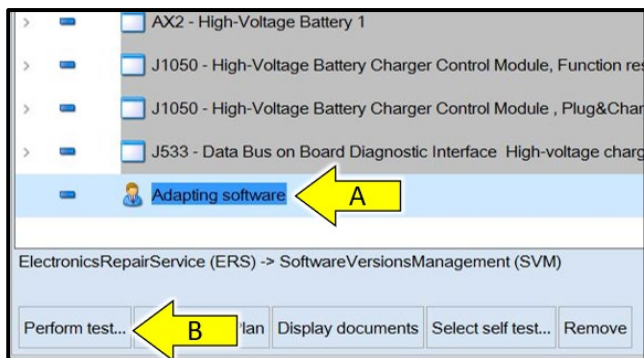 AX2 - High-Voltage Battery 1
J1050 - High-Voltage Battery Charger Control Module, Function res
J1050 - High-Voltage Battery Charger Control Module , Plug&Char
J533 - Data Bus on Board Diagnostic Interface High-voltage charg
Adapting software A
ElectronicsRepairService (ERS) -> SoftwareVersionsManagement (SVM)
Perform test... B lan Display documents Select self test... Remove